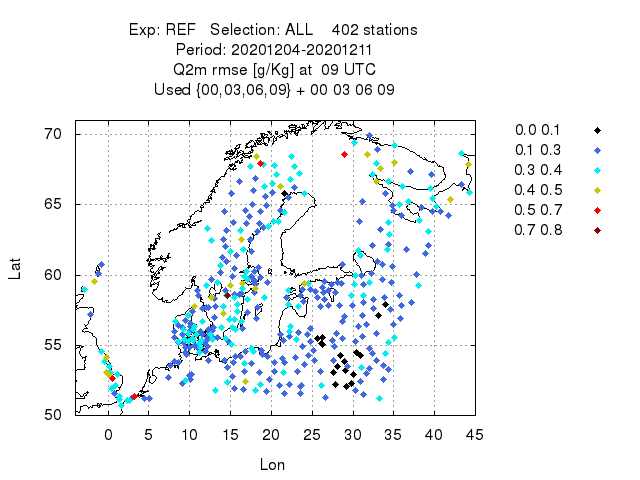 Exp: REF Selection: ALL 402 stations
Period: 20201204-20201211
Q2m rmse [g/Kg] at 09 UTC
Used {00,03,06,09} + 00 03 06 09
0.0 0.1
0.1 0.3
0.3 0.4
0.4 0.5
0.5 0.7
0.7 0.8
70
65
60
55
50
Lat
0 5 10 15 20 25 30 35 40 45
Lon